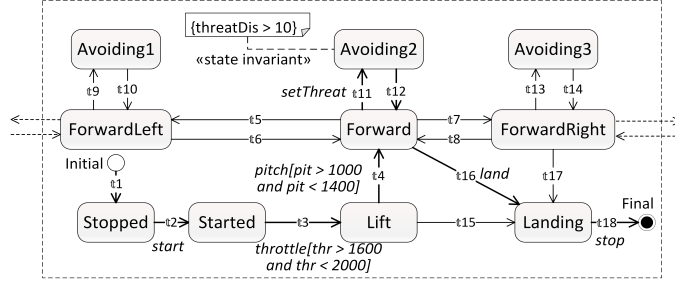 {threatDis > 10}
Avoiding1
Avoiding2
Avoiding3
«state invariant»
t9
t10
setThreat
t11
t12
t13
t14
ForwardLeft
t5
t6
Forward
t7
t8
ForwardRight
Initial
t1
pitch[pit > 1000
and pit < 1400]
t4
t16 land
t17
Final
Stopped
t2
start
Started
t3
throttle[thr > 1600
and thr < 2000]
Lift
t15
Landing
t18
stop